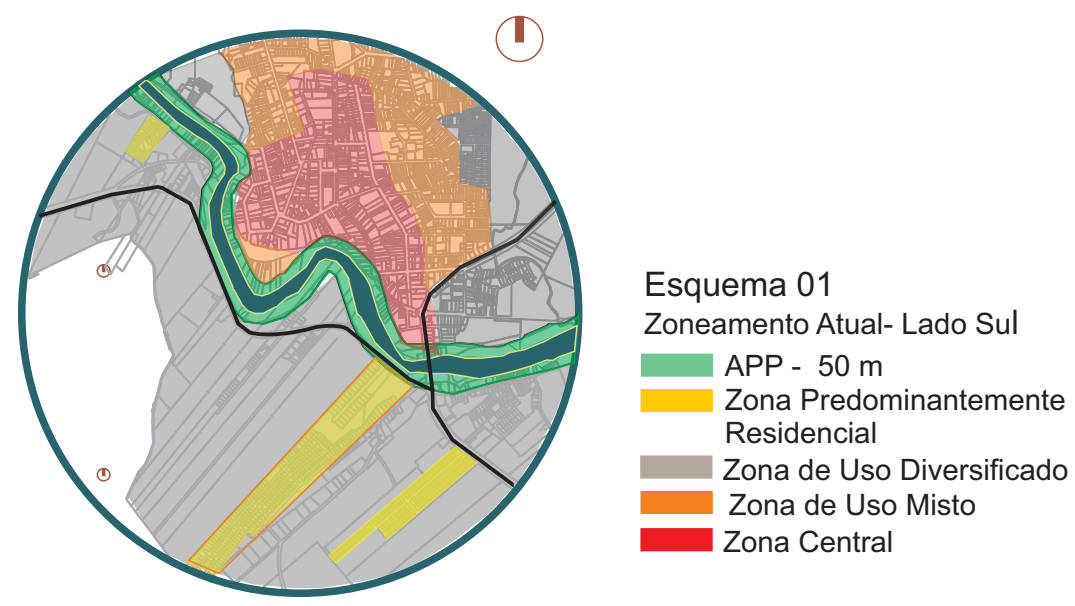 Esquema 01
Zoneamento Atual- Lado Sul
APP - 50 m
Zona Predominantemente
Residencial
Zona de Uso Diversificado
Zona de Uso Misto
Zona Central